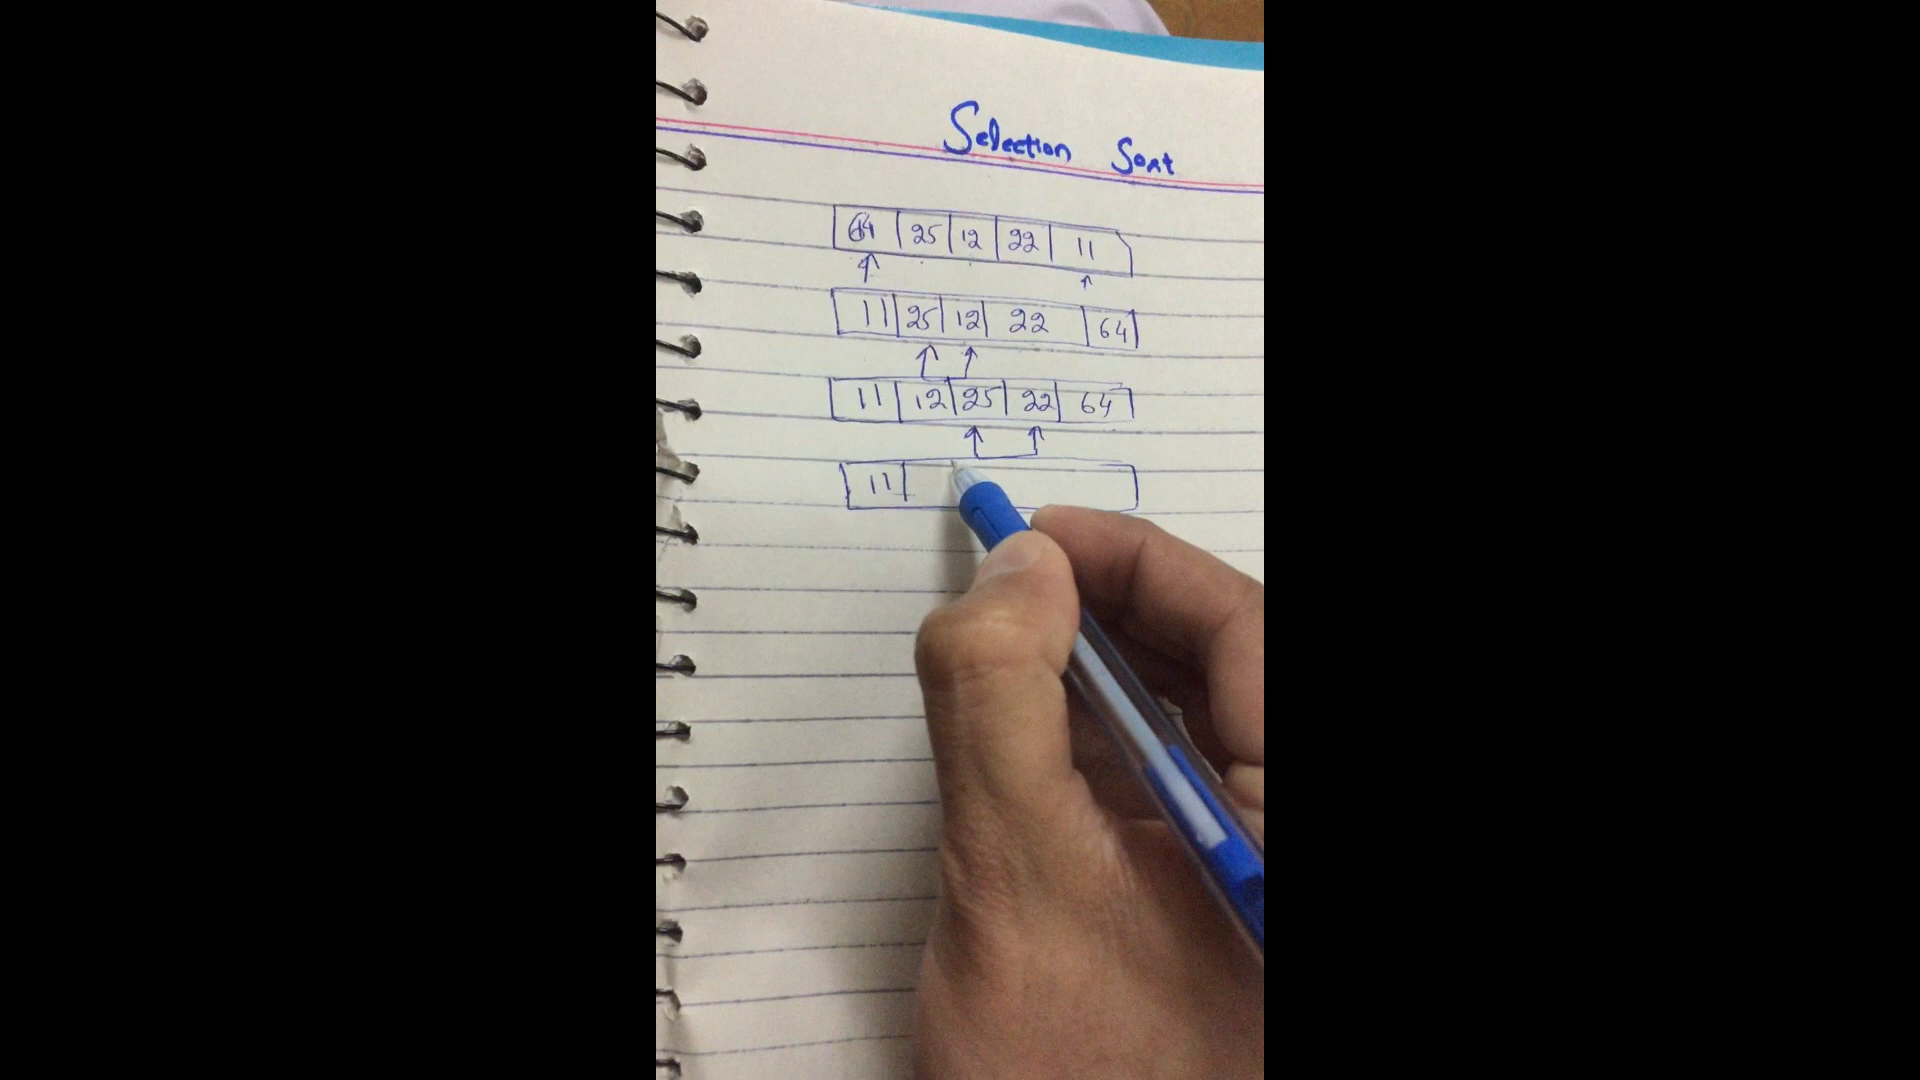 Selection Sort
64 25 12 22 11
11 25 12 22 64
11 12 25 22 64
11